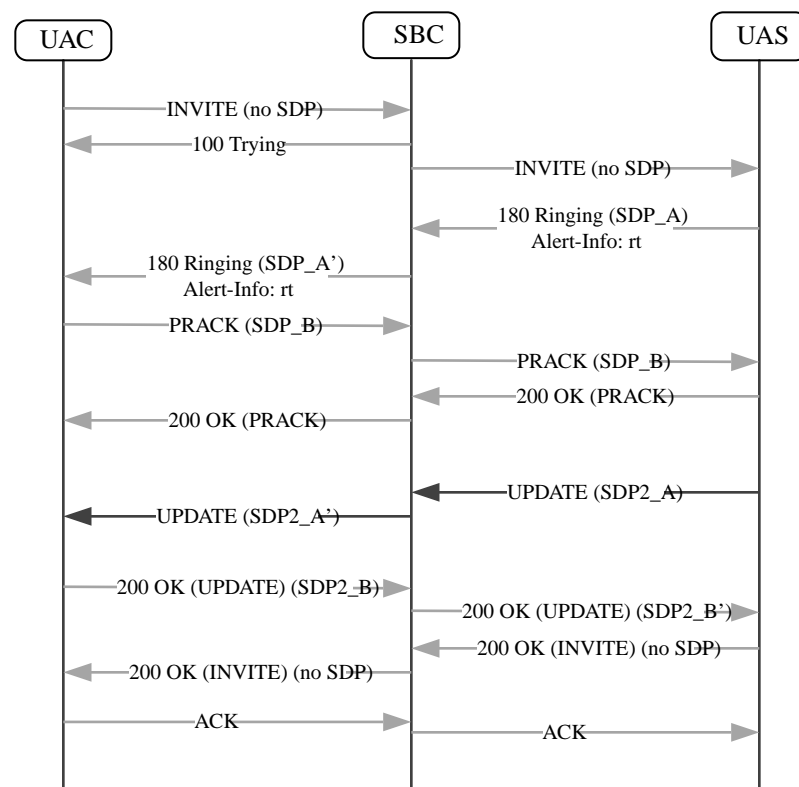 UAC
SBC
UAS
INVITE (no SDP)
100 Trying
INVITE (no SDP)
180 Ringing (SDP_A)
Alert-Info: rt
180 Ringing (SDP_A’)
Alert-Info: rt
PRACK (SDP_B)
PRACK (SDP_B)
200 OK (PRACK)
200 OK (PRACK)
UPDATE (SDP2_A)
UPDATE (SDP2_A’)
200 OK (UPDATE) (SDP2_B)
200 OK (UPDATE) (SDP2_B’)
200 OK (INVITE) (no SDP)
200 OK (INVITE) (no SDP)
ACK
ACK